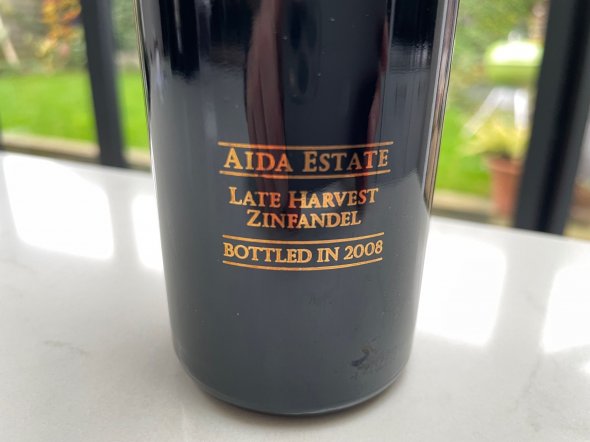 AIDA ESTATE
LATE HARVEST
ZINFANDEL
BOTTLED IN 2008